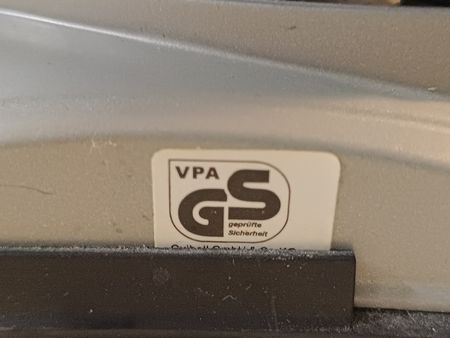 VPA
GS
geprüfte
Sicherheit